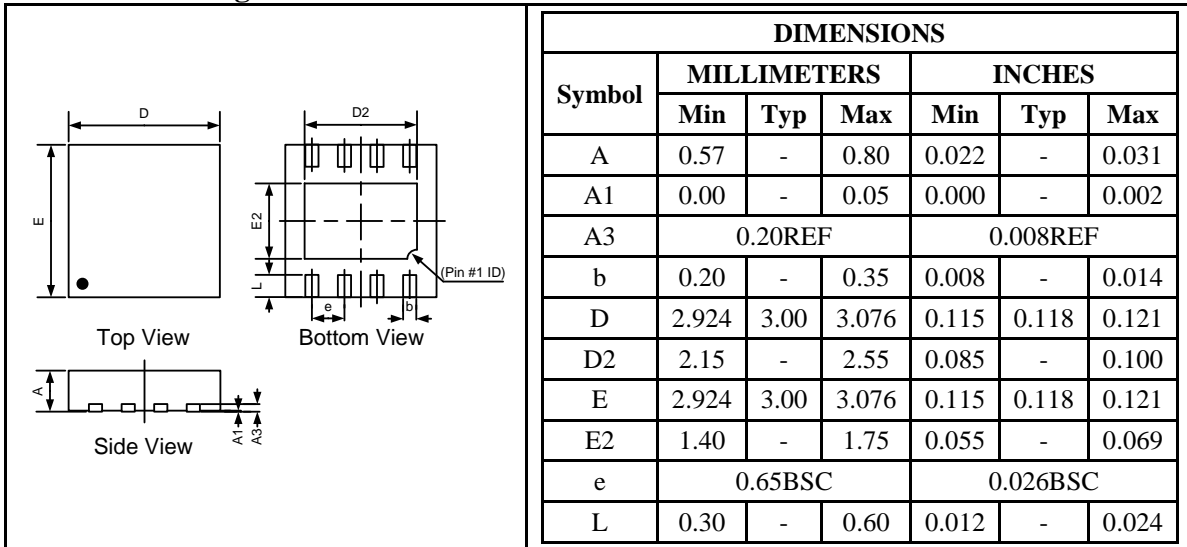 D
E
Top View
D2
E2
L
e
b
(Pin #1 ID)
Bottom View
A
A1
A3
Side View
DIMENSIONS
Symbol MILLIMETERS INCHES
Min Typ Max Min Typ Max
A 0.57 - 0.80 0.022 - 0.031
A1 0.00 - 0.05 0.000 - 0.002
A3 0.20REF 0.008REF
b 0.20 - 0.35 0.008 - 0.014
D 2.924 3.00 3.076 0.115 0.118 0.121
D2 2.15 - 2.55 0.085 - 0.100
E 2.924 3.00 3.076 0.115 0.118 0.121
E2 1.40 - 1.75 0.055 - 0.069
e 0.65BSC 0.026BSC
L 0.30 - 0.60 0.012 - 0.024